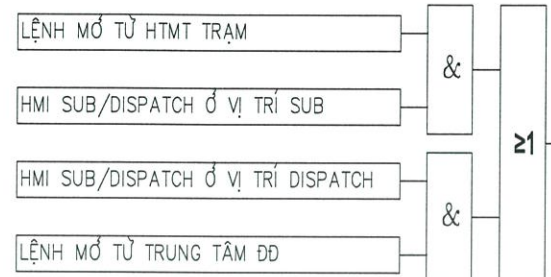 LỆNH MỞ TỪ HTMT TRẠM
&
HMI SUB/DISPATCH Ở VỊ TRÍ SUB
≥1
HMI SUB/DISPATCH Ở VỊ TRÍ DISPATCH
&
LỆNH MỞ TỪ TRUNG TÂM ĐĐ